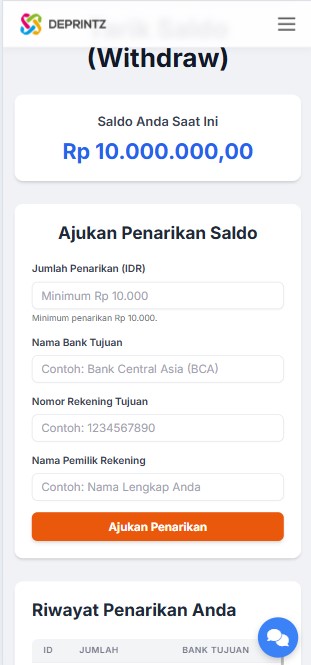 DEPRINTZ
Tarik Saldo
(Withdraw)
Saldo Anda Saat Ini
Rp 10.000.000,00
Ajukan Penarikan Saldo
Jumlah Penarikan (IDR)
Minimum Rp 10.000
Minimum penarikan Rp 10.000.
Nama Bank Tujuan
Contoh: Bank Central Asia (BCA)
Nomor Rekening Tujuan
Contoh: 1234567890
Nama Pemilik Rekening
Contoh: Nama Lengkap Anda
Ajukan Penarikan
Riwayat Penarikan Anda
ID JUMLAH BANK TUJUAN